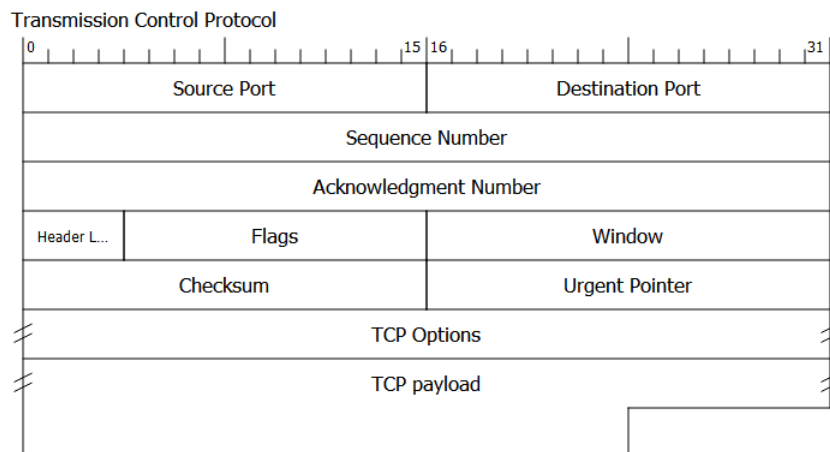 Transmission Control Protocol
0 15 16 31
Source Port Destination Port
Sequence Number
Acknowledgment Number
Header L... Flags Window
Checksum Urgent Pointer
TCP Options
TCP payload